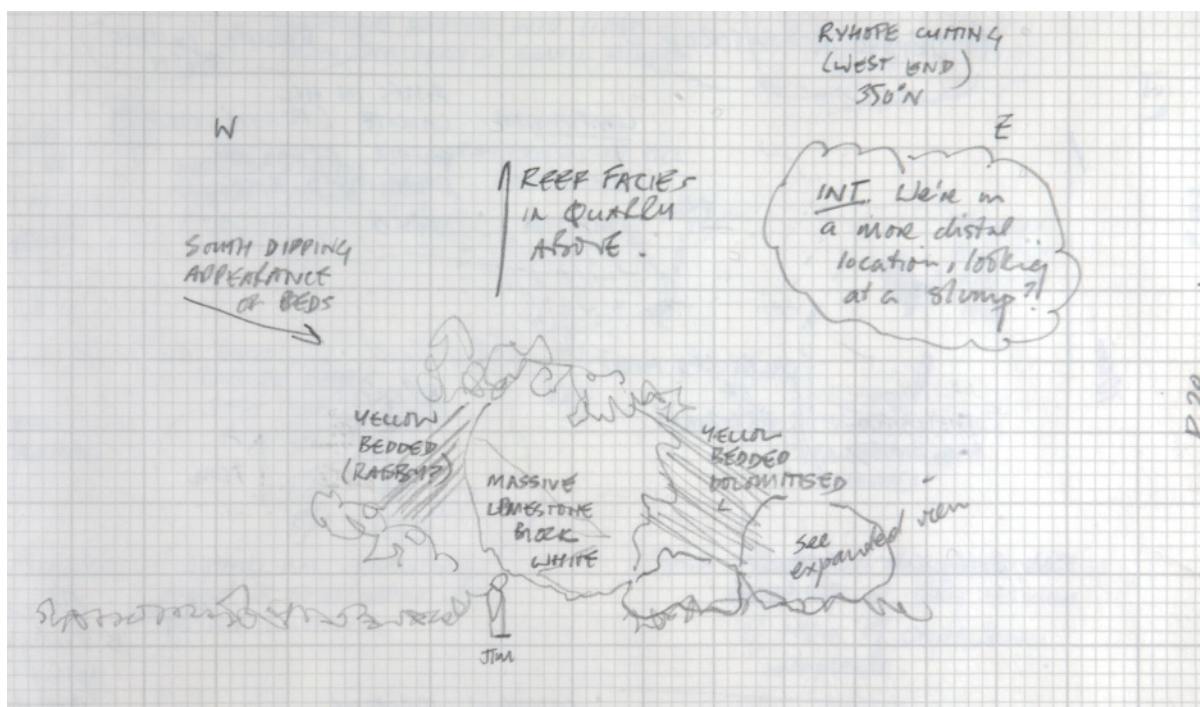 RYHOPE CUTTING
(WEST END)
350°N
W
E
REEF FACIES
IN QUARRY
ABOVE.
INT. We're in
a more distal
location, looking
at a slump?!
SOUTH DIPPING
APPEARANCE
OF BEDS
YELLOW
BEDDED
(RAGBY?)
MASSIVE
LIMESTONE
BLOCK
WHITE
YELLOW
BEDDED
DOLOMITISED
L
see
expanded view
JIM